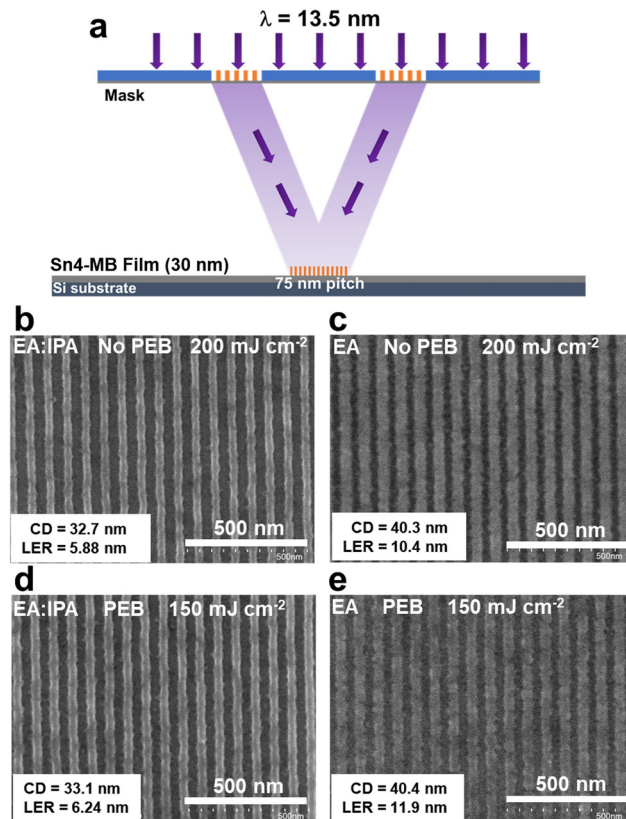 a
λ = 13.5 nm
Mask
Sn4-MB Film (30 nm)
75 nm pitch
Si substrate
b
EA:IPA No PEB 200 mJ cm⁻²
CD = 32.7 nm
LER = 5.88 nm
500 nm
500nm
c
EA No PEB 200 mJ cm⁻²
CD = 40.3 nm
LER = 10.4 nm
500 nm
500nm
d
EA:IPA PEB 150 mJ cm⁻²
CD = 33.1 nm
LER = 6.24 nm
500 nm
500nm
e
EA PEB 150 mJ cm⁻²
CD = 40.4 nm
LER = 11.9 nm
500 nm
500nm